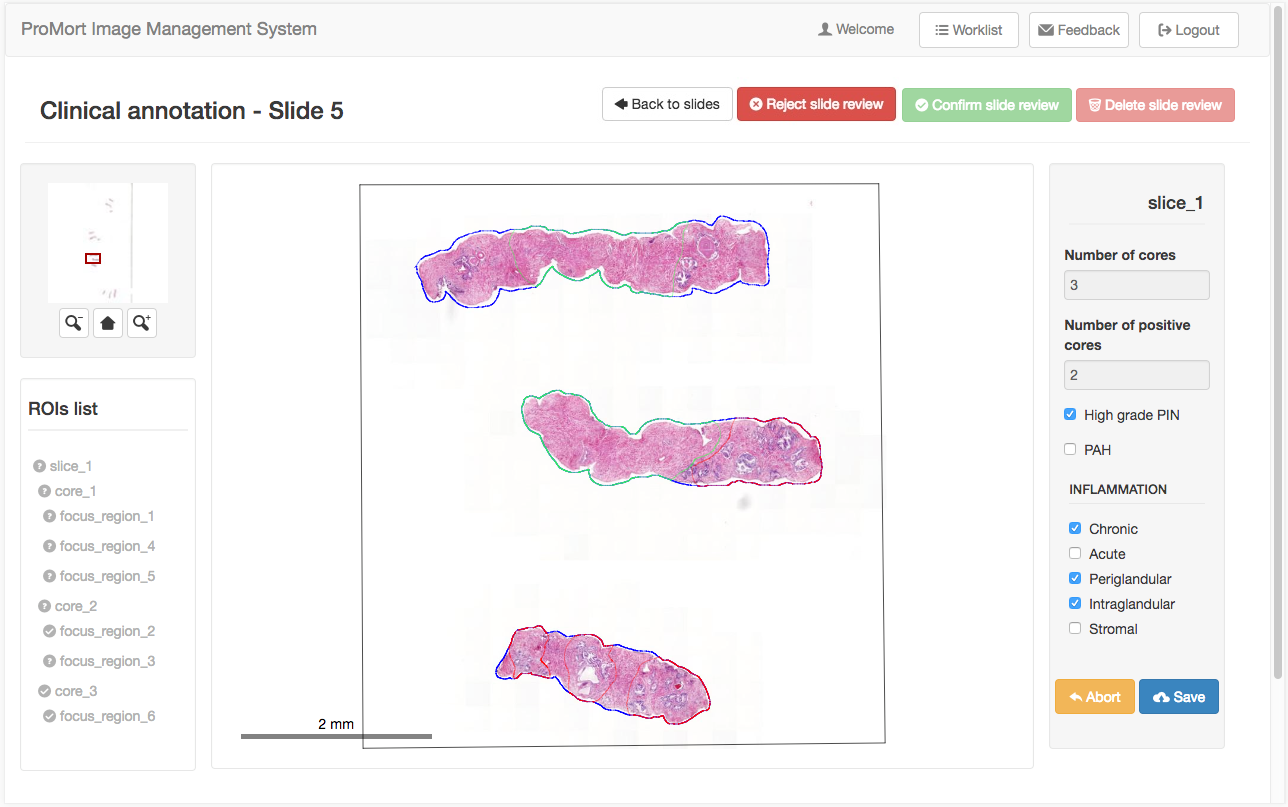 ProMort Image Management System
Welcome
Worklist
Feedback
Logout
Clinical annotation - Slide 5
Back to slides
Reject slide review
Confirm slide review
Delete slide review
ROIs list
slice_1
core_1
focus_region_1
focus_region_4
focus_region_5
core_2
focus_region_2
focus_region_3
core_3
focus_region_6
2 mm
slice_1
Number of cores
3
Number of positive
cores
2
High grade PIN
PAH
INFLAMMATION
Chronic
Acute
Periglandular
Intraglandular
Stromal
Abort
Save